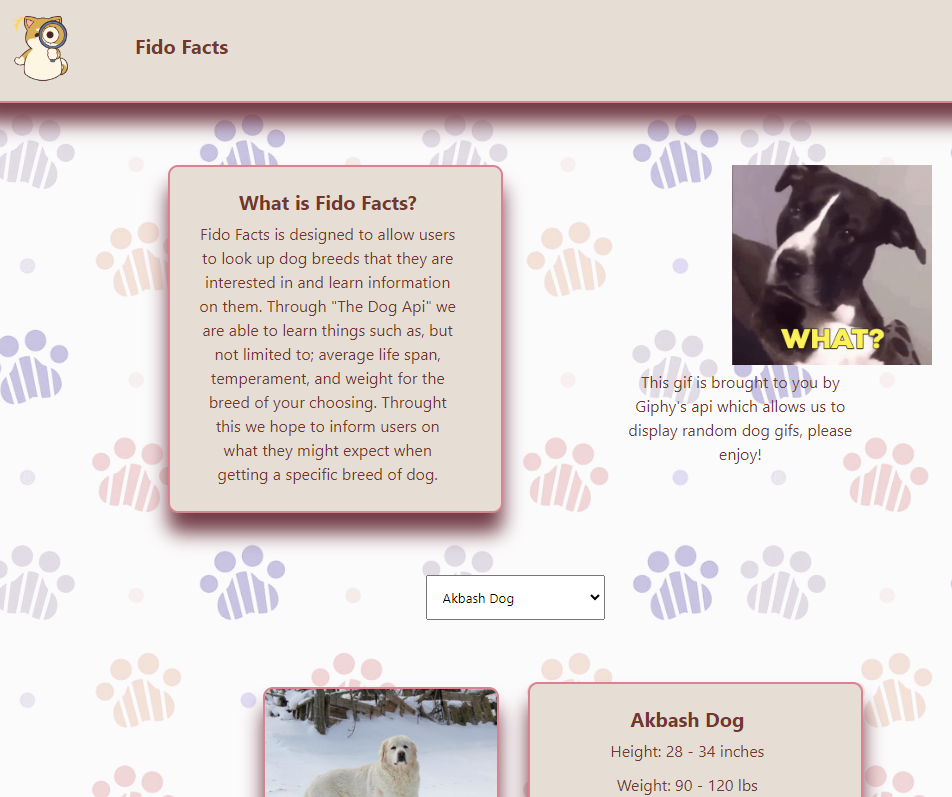 Fido Facts
What is Fido Facts?
Fido Facts is designed to allow users
to look up dog breeds that they are
interested in and learn information
on them. Through "The Dog Api" we
are able to learn things such as, but
not limited to; average life span,
temperament, and weight for the
breed of your choosing. Throught
this we hope to inform users on
what they might expect when
getting a specific breed of dog.
WHAT?
This gif is brought to you by
Giphy's api which allows us to
display random dog gifs, please
enjoy!
Akbash Dog
Akbash Dog
Height: 28 - 34 inches
Weight: 90 - 120 lbs